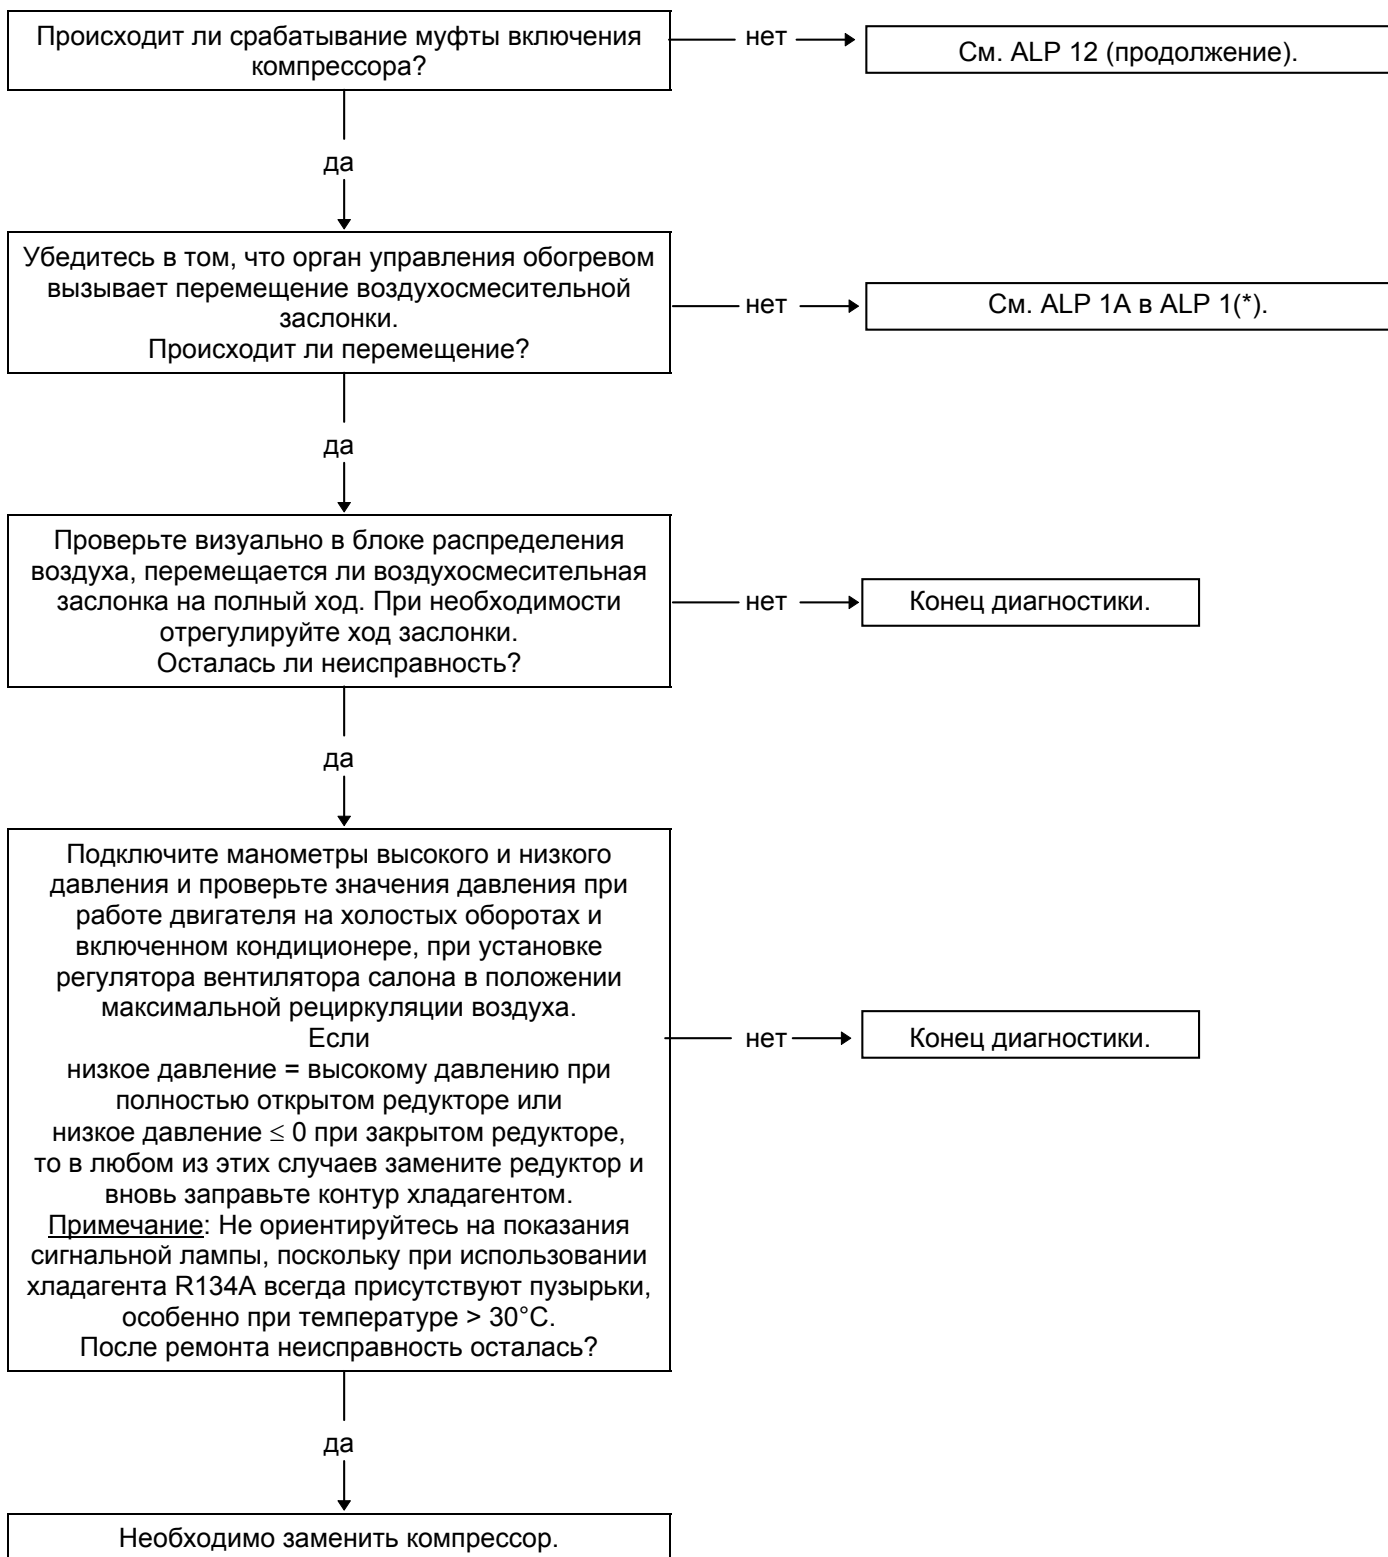 Происходит ли срабатывание муфты включения
компрессора?
нет
См. ALP 12 (продолжение).
да
Убедитесь в том, что орган управления обогревом
вызывает перемещение воздухосмесительной
заслонки.
Происходит ли перемещение?
нет
См. ALP 1A в ALP 1(*).
да
Проверьте визуально в блоке распределения
воздуха, перемещается ли воздухосмесительная
заслонка на полный ход. При необходимости
отрегулируйте ход заслонки.
Осталась ли неисправность?
нет
Конец диагностики.
да
Подключите манометры высокого и низкого
давления и проверьте значения давления при
работе двигателя на холостых оборотах и
включенном кондиционере, при установке
регулятора вентилятора салона в положении
максимальной рециркуляции воздуха.
Если
низкое давление = высокому давлению при
полностью открытом редукторе или
низкое давление ≤ 0 при закрытом редукторе,
то в любом из этих случаев замените редуктор и
вновь заправьте контур хладагентом.
Примечание: Не ориентируйтесь на показания
сигнальной лампы, поскольку при использовании
хладагента R134A всегда присутствуют пузырьки,
особенно при температуре > 30°C.
После ремонта неисправность осталась?
нет
Конец диагностики.
да
Необходимо заменить компрессор.